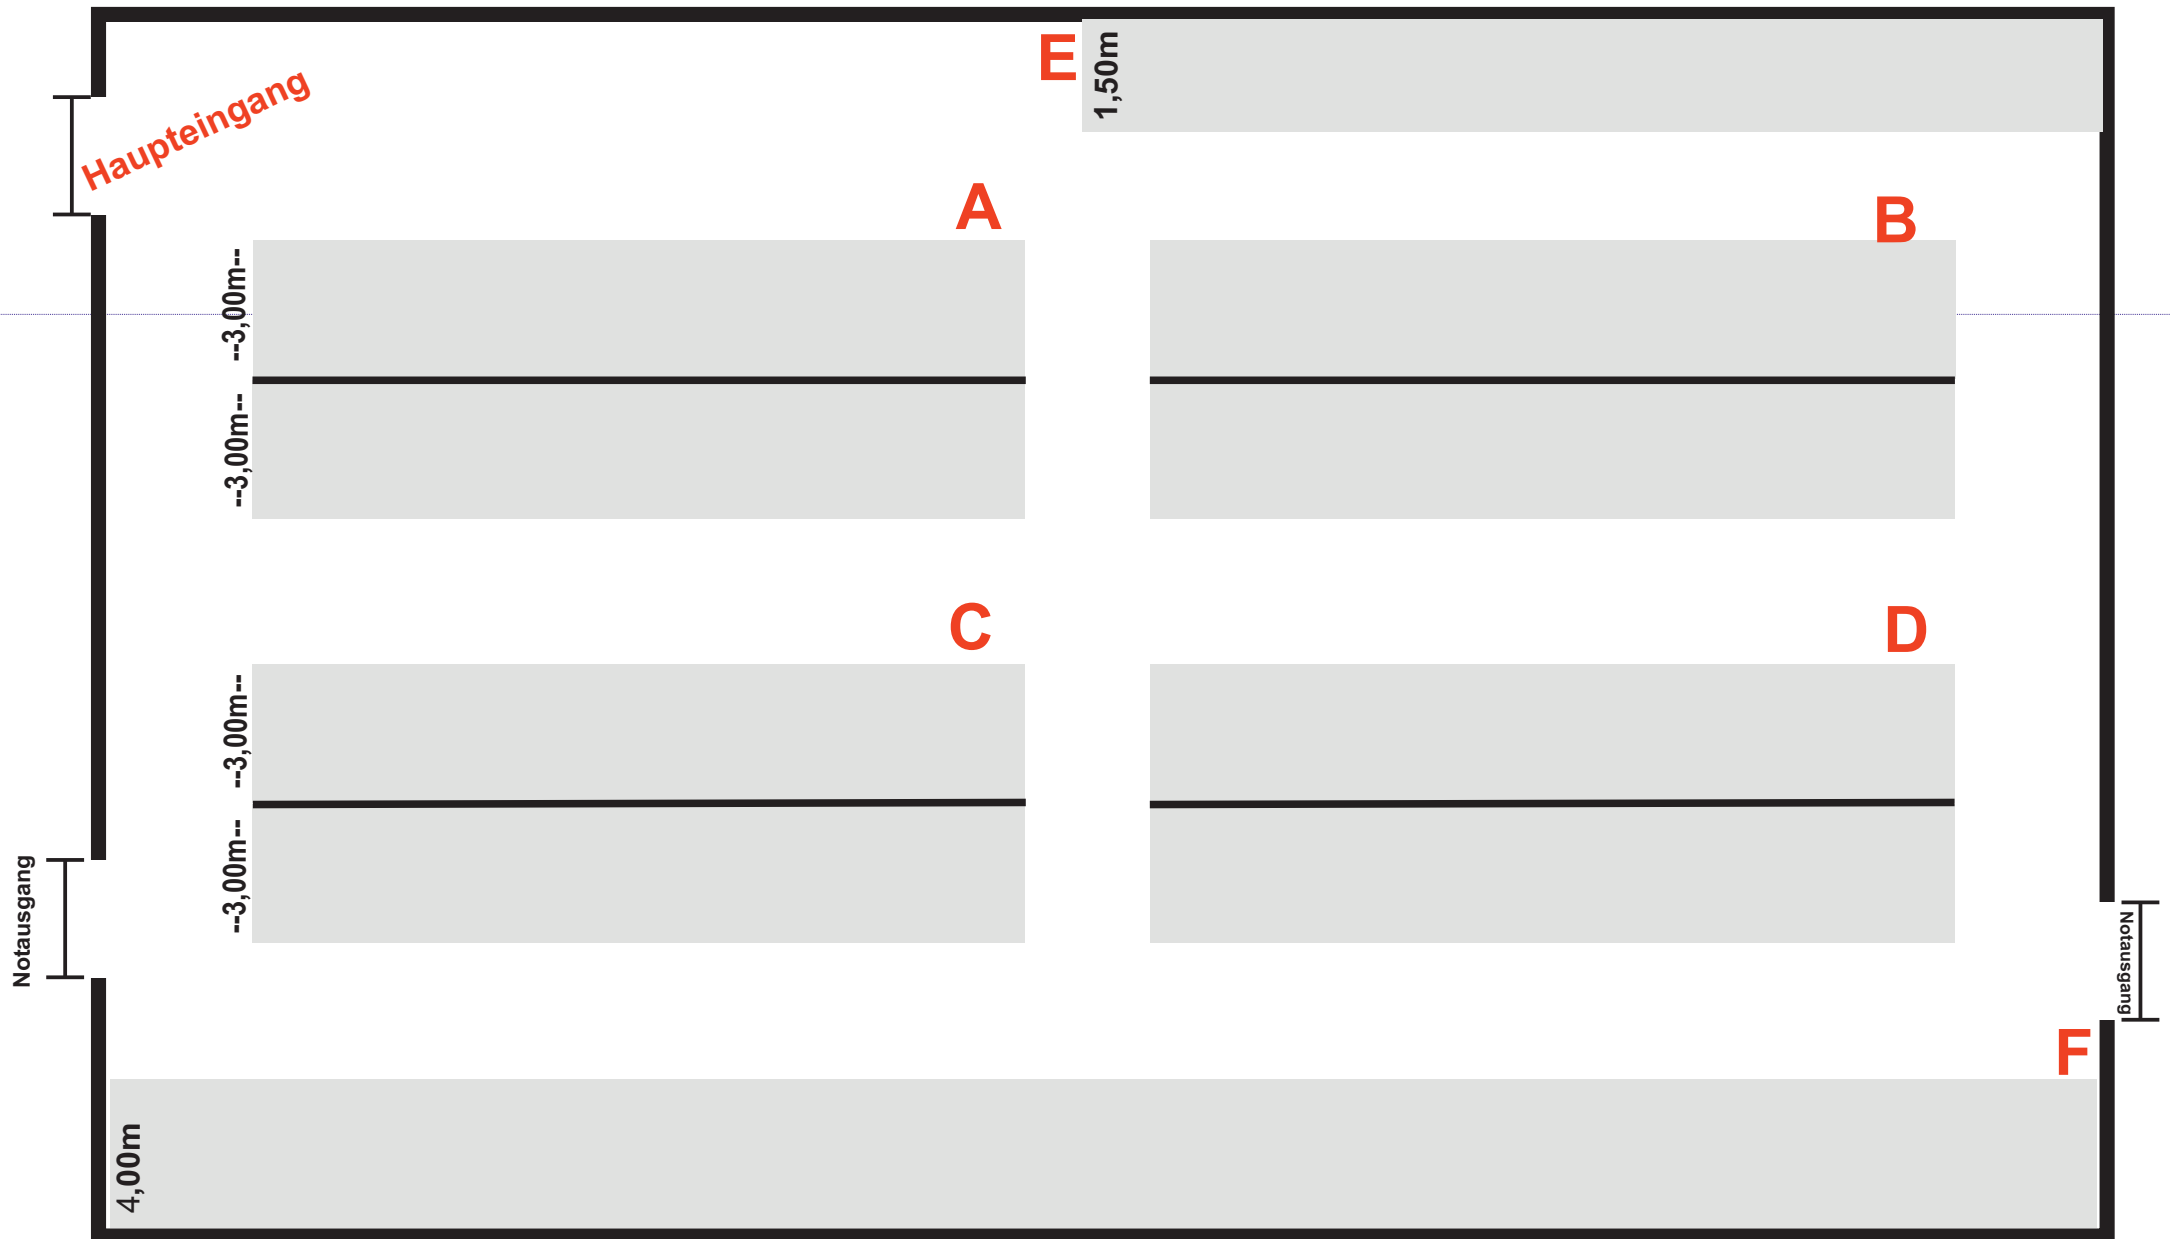 E
1,50m
Haupteingang
A
B
--3,00m--
--3,00m--
C
D
--3,00m--
--3,00m--
Notausgang
Notausgang
F
4,00m